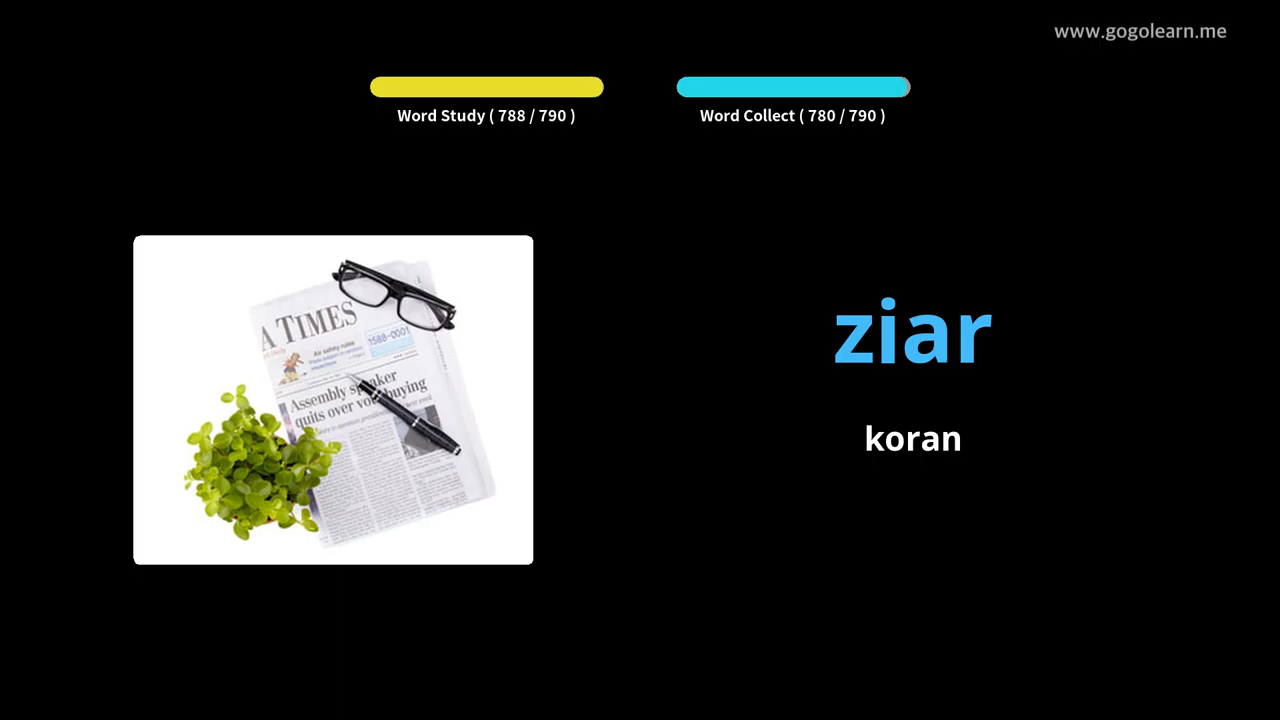 www.gogolearn.me
Word Study ( 788 / 790 )
Word Collect ( 780 / 790 )
A TIMES
Air safety rules
1588-0001
Assembly speaker
quits over vote buying
ziar
koran